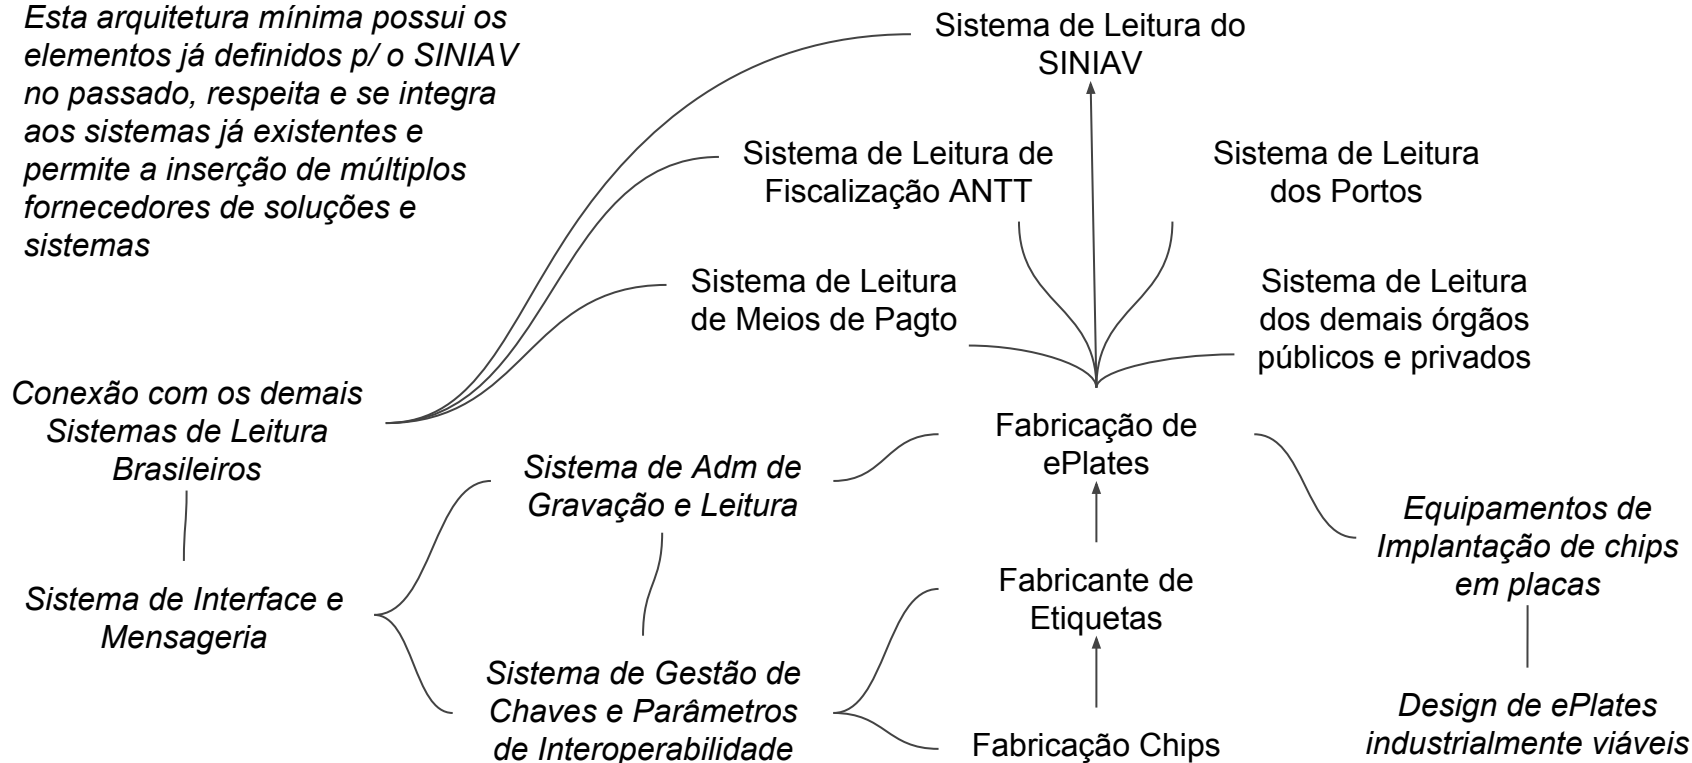 Esta arquitetura mínima possui os
elementos já definidos p/ o SINIAV
no passado, respeita e se integra
aos sistemas já existentes e
permite a inserção de múltiplos
fornecedores de soluções e
sistemas
Sistema de Leitura do
SINIAV
Sistema de Leitura de
Fiscalização ANTT
Sistema de Leitura
dos Portos
Sistema de Leitura
de Meios de Pagto
Sistema de Leitura
dos demais órgãos
públicos e privados
Conexão com os demais
Sistemas de Leitura
Brasileiros
Sistema de Adm de
Gravação e Leitura
Fabricação de
ePlates
Equipamentos de
Implantação de chips
em placas
Sistema de Interface e
Mensageria
Fabricante de
Etiquetas
Sistema de Gestão de
Chaves e Parâmetros
de Interoperabilidade
Fabricação Chips
Design de ePlates
industrialmente viáveis